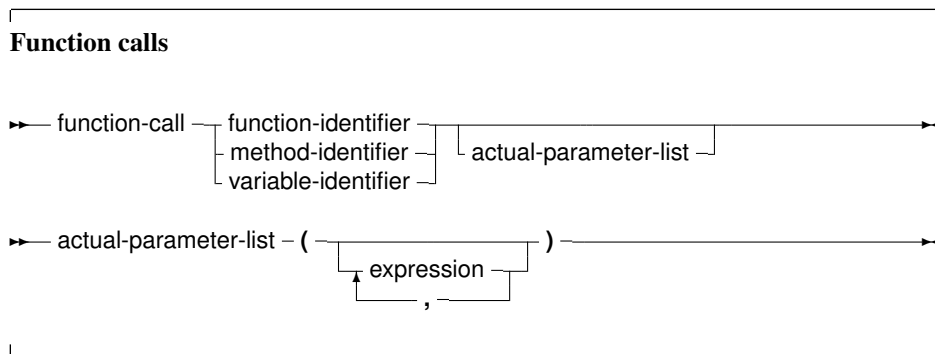 Function calls
function-call function-identifier
method-identifier actual-parameter-list
variable-identifier
actual-parameter-list ( )
expression
,